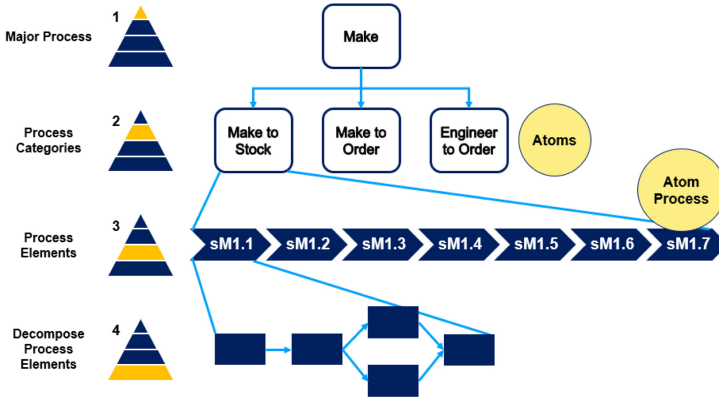 1
Major Process
Make
2
Process
Categories
Make to
Stock
Make to
Order
Engineer
to Order
Atoms
Atom
Process
3
Process
Elements
sM1.1
sM1.2
sM1.3
sM1.4
sM1.5
sM1.6
sM1.7
4
Decompose
Process
Elements